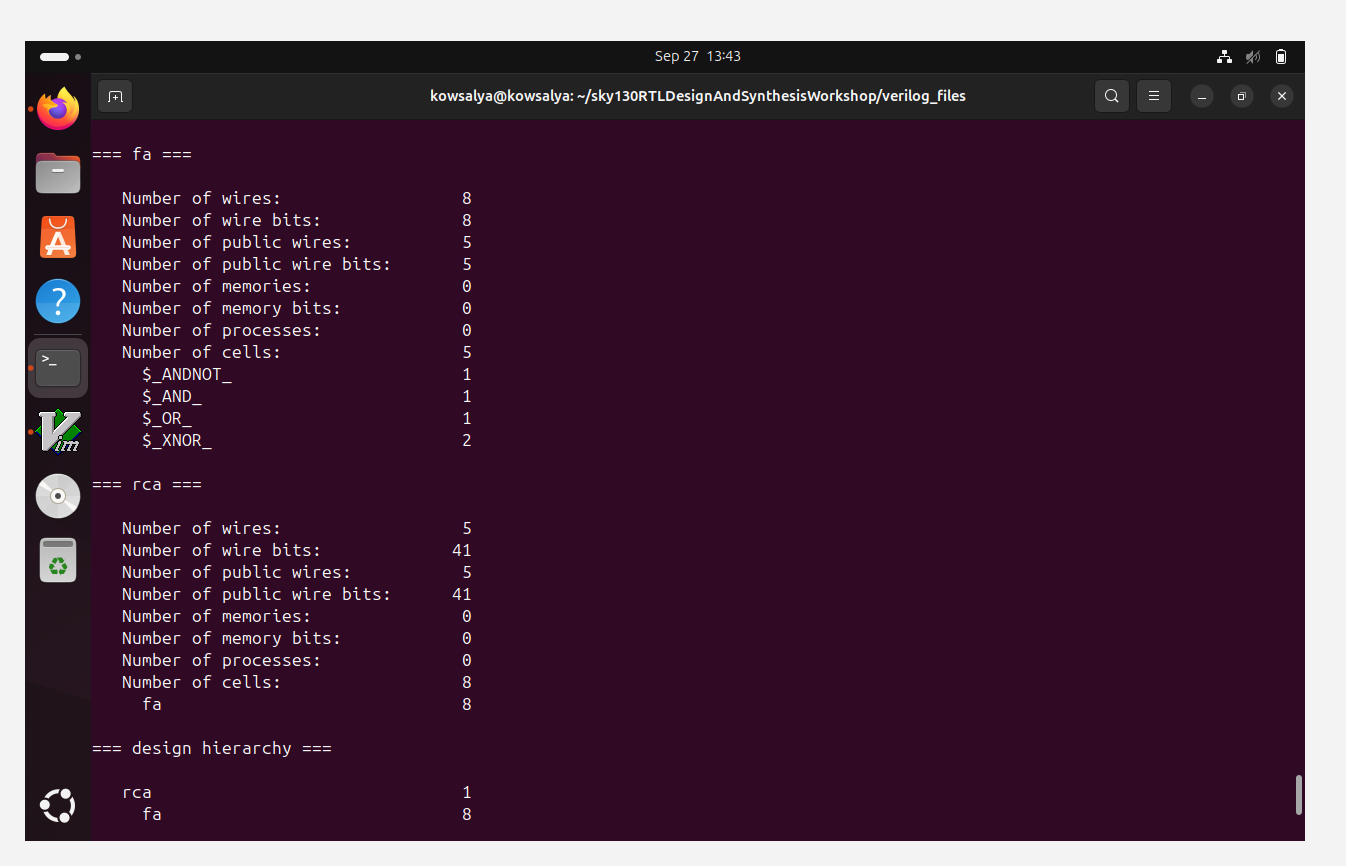 Sep 27 13:43
kowsalya@kowsalya: ~/sky130RTLDesignAndSynthesisWorkshop/verilog_files
=== fa ===
Number of wires: 8
Number of wire bits: 8
Number of public wires: 5
Number of public wire bits: 5
Number of memories: 0
Number of memory bits: 0
Number of processes: 0
Number of cells: 5
$_ANDNOT_ 1
$_AND_ 1
$_OR_ 1
$_XNOR_ 2
=== rca ===
Number of wires: 5
Number of wire bits: 41
Number of public wires: 5
Number of public wire bits: 41
Number of memories: 0
Number of memory bits: 0
Number of processes: 0
Number of cells: 8
fa 8
=== design hierarchy ===
rca 1
fa 8
A
?
>_
Vim